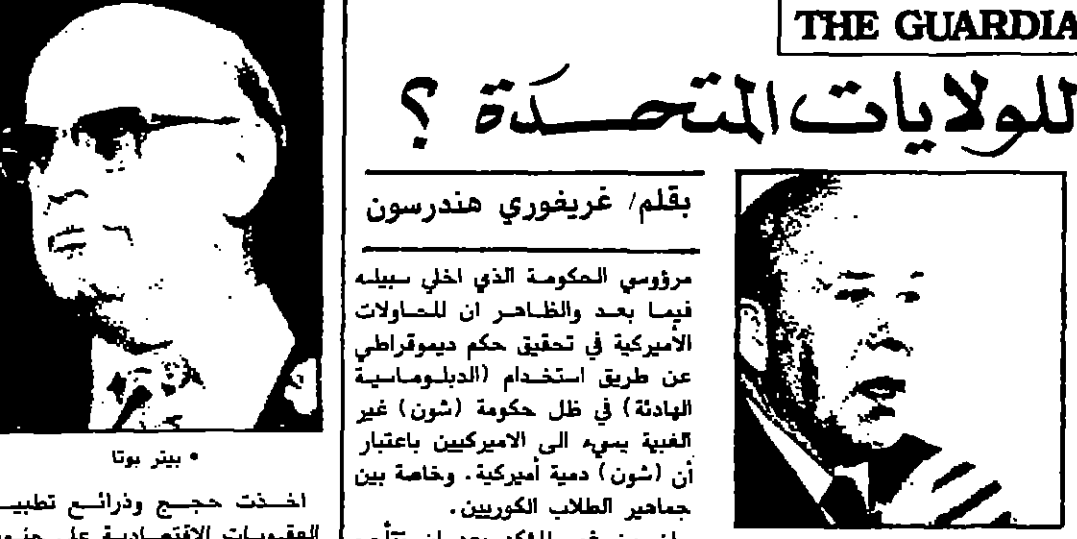 THE GUARDIA
للولايات المتحدة ؟
بقلم/ غريغوري هندرسون
مرؤوسي الحكومة الذي اخلي سبيله
فيما بعد والظاهر ان للمحاولات
الأميركية في تحقيق حكم ديموقراطي
عن طريق استخدام (الدبلوماسية
الهادئة) في ظل حكومة (شون) غير
الغبية يسيء الى الاميركيين باعتبار
أن (شون) دمية أميركية. وخاصة بين
جماهير الطلاب الكوريين.
• بيتر بوتا
اخذت حجج وذرائع تطبيـ
العقوبات الاقتصادية على